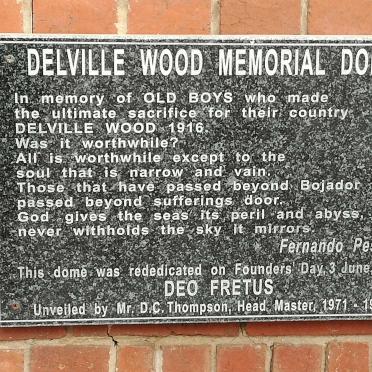 DELVILLE WOOD MEMORIAL
In memory of OLD BOYS who made
the ultimate sacrifice for their country
DELVILLE WOOD 1916.
Was it worthwhile?
All is worthwhile except to the
soul that is narrow and vain.
Those that have passed beyond Bojador
passed beyond sufferings door.
God gives the seas its peril and abyss,
never withholds the sky it mirrors.
Fernando
This dome was rededicated on Founders' Day, 3 June
DEO FRETUS
Unveiled by Mr. D.C. Thompson, Head Master, 1971 -